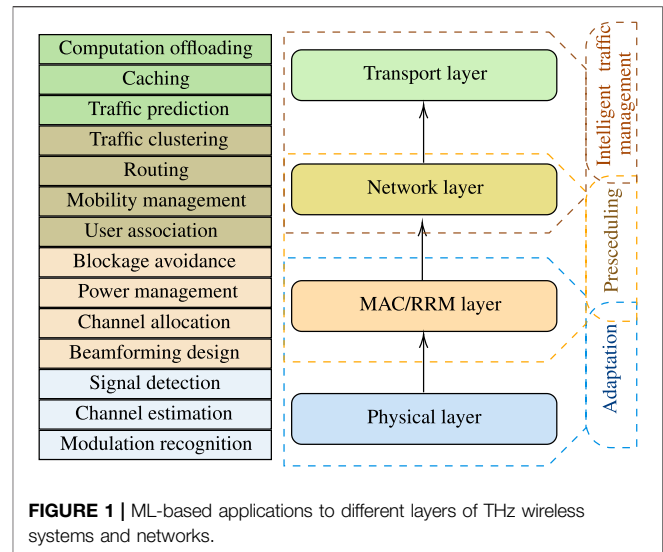 Computation offloading
Caching
Traffic prediction
Traffic clustering
Routing
Mobility management
User association
Blockage avoidance
Power management
Channel allocation
Beamforming design
Signal detection
Channel estimation
Modulation recognition
Transport layer
Network layer
MAC/RRM layer
Physical layer
Intelligent traffic
management
Presceduling
Adaptation
FIGURE 1 | ML-based applications to different layers of THz wireless
systems and networks.